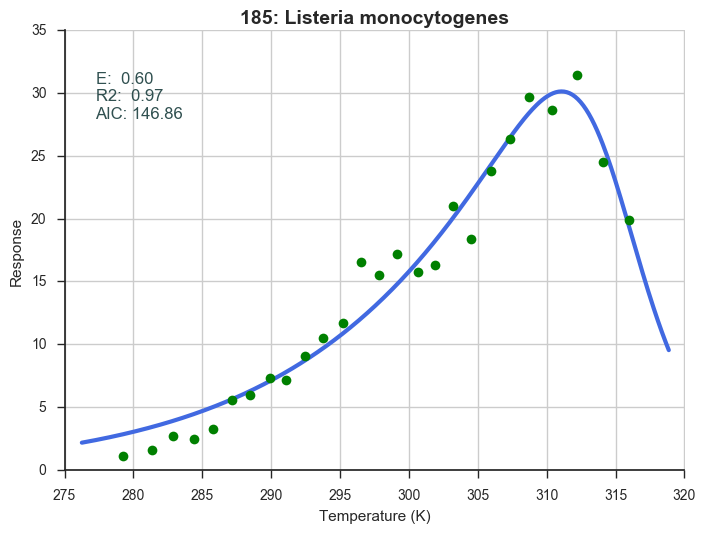 185: Listeria monocytogenes
E:  0.60
R2:  0.97
AIC: 146.86
35
30
25
20
15
10
5
0
Response
275 280 285 290 295 300 305 310 315 320
Temperature (K)